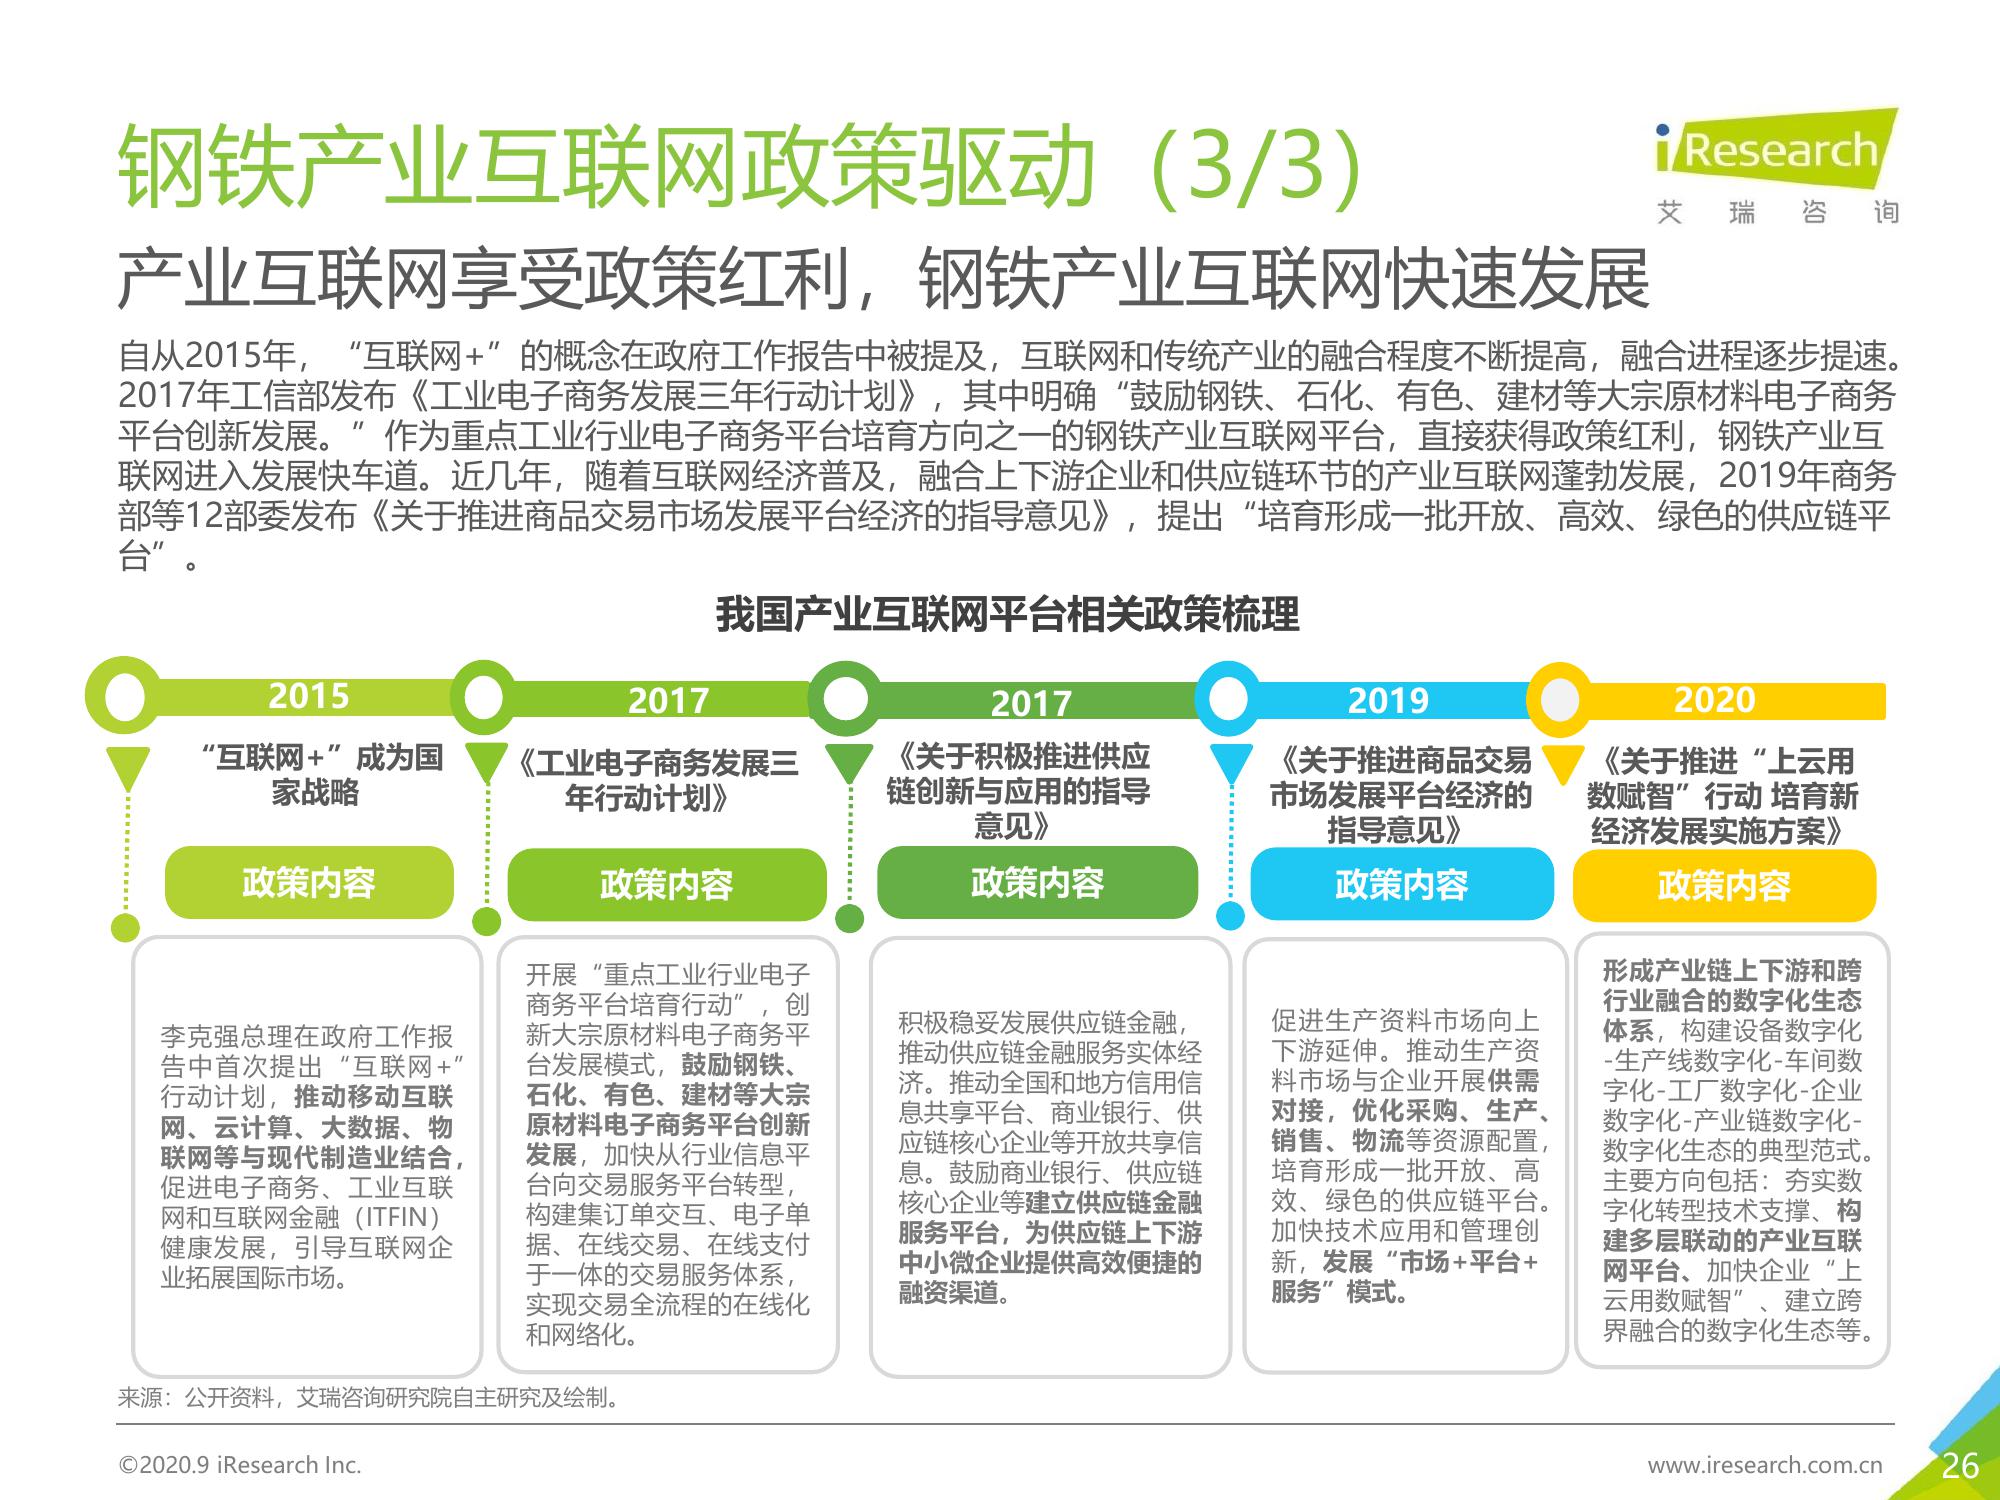 钢铁产业互联网政策驱动（3/3）
iResearch
艾瑞咨询
产业互联网享受政策红利，钢铁产业互联网快速发展
自从2015年，“互联网+”的概念在政府工作报告中被提及，互联网和传统产业的融合程度不断提高，融合进程逐步提速。
2017年工信部发布《工业电子商务发展三年行动计划》，其中明确“鼓励钢铁、石化、有色、建材等大宗原材料电子商务
平台创新发展。”作为重点工业行业电子商务平台培育方向之一的钢铁产业互联网平台，直接获得政策红利，钢铁产业互
联网进入发展快车道。近几年，随着互联网经济普及，融合上下游企业和供应链环节的产业互联网蓬勃发展，2019年商务
部等12部委发布《关于推进商品交易市场发展平台经济的指导意见》，提出“培育形成一批开放、高效、绿色的供应链平
台”。
我国产业互联网平台相关政策梳理
2015
“互联网+”成为国
家战略
政策内容
李克强总理在政府工作报
告中首次提出“互联网+”
行动计划，推动移动互联
网、云计算、大数据、物
联网等与现代制造业结合，
促进电子商务、工业互联
网和互联网金融（ITFIN）
健康发展，引导互联网企
业拓展国际市场。
2017
《工业电子商务发展三
年行动计划》
政策内容
开展“重点工业行业电子
商务平台培育行动”，创
新大宗原材料电子商务平
台发展模式，鼓励钢铁、
石化、有色、建材等大宗
原材料电子商务平台创新
发展，加快从行业信息平
台向交易服务平台转型，
构建集订单交互、电子单
据、在线交易、在线支付
于一体的交易服务体系，
实现交易全流程的在线化
和网络化。
2017
《关于积极推进供应
链创新与应用的指导
意见》
政策内容
积极稳妥发展供应链金融，
推动供应链金融服务实体经
济。推动全国和地方信用信
息共享平台、商业银行、供
应链核心企业等开放共享信
息。鼓励商业银行、供应链
核心企业等建立供应链金融
服务平台，为供应链上下游
中小微企业提供高效便捷的
融资渠道。
2019
《关于推进商品交易
市场发展平台经济的
指导意见》
政策内容
促进生产资料市场向上
下游延伸。推动生产资
料市场与企业开展供需
对接，优化采购、生产、
销售、物流等资源配置，
培育形成一批开放、高
效、绿色的供应链平台。
加快技术应用和管理创
新，发展“市场+平台+
服务”模式。
2020
《关于推进“上云用
数赋智”行动 培育新
经济发展实施方案》
政策内容
形成产业链上下游和跨
行业融合的数字化生态
体系，构建设备数字化
-生产线数字化-车间数
字化-工厂数字化-企业
数字化-产业链数字化-
数字化生态的典型范式。
主要方向包括：夯实数
字化转型技术支撑、构
建多层联动的产业互联
网平台、加快企业“上
云用数赋智”、建立跨
界融合的数字化生态等。
来源：公开资料，艾瑞咨询研究院自主研究及绘制。
©2020.9 iResearch Inc.
www.iresearch.com.cn
26